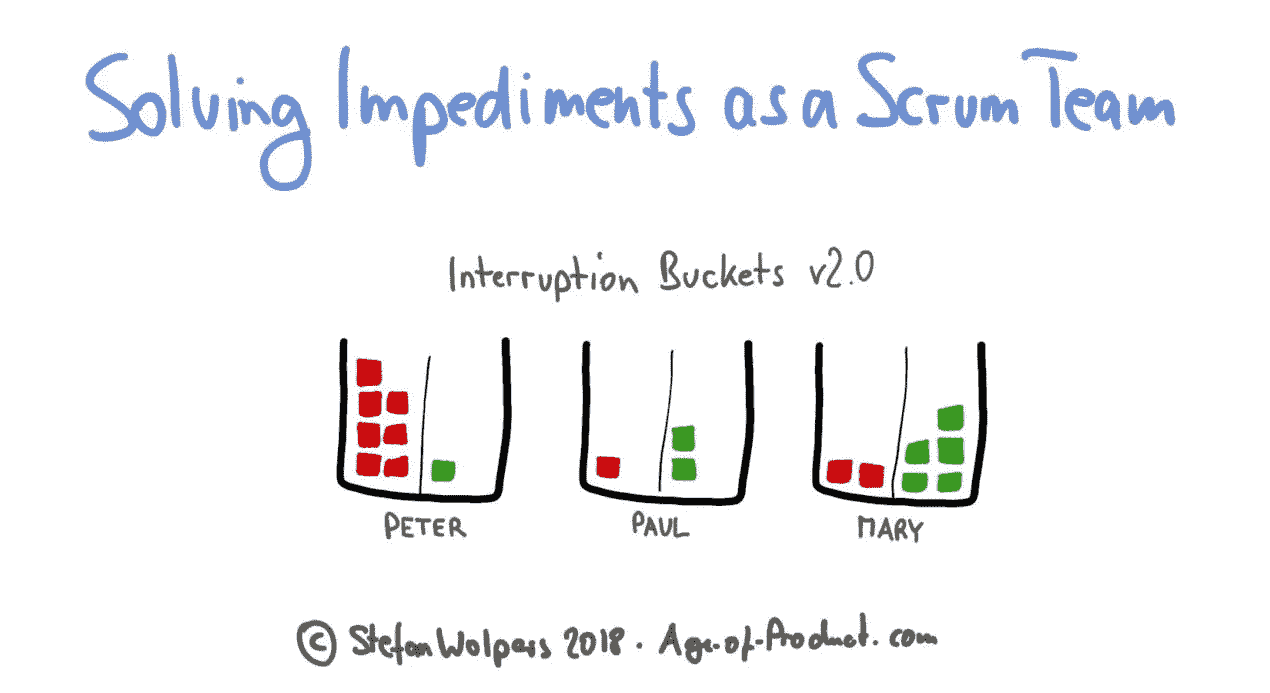 Solving Impediments as a Scrum Team
Interruption Buckets v2.0
PETER PAUL MARY
© Stefan Wolpers 2018 · Age-of-Product.com